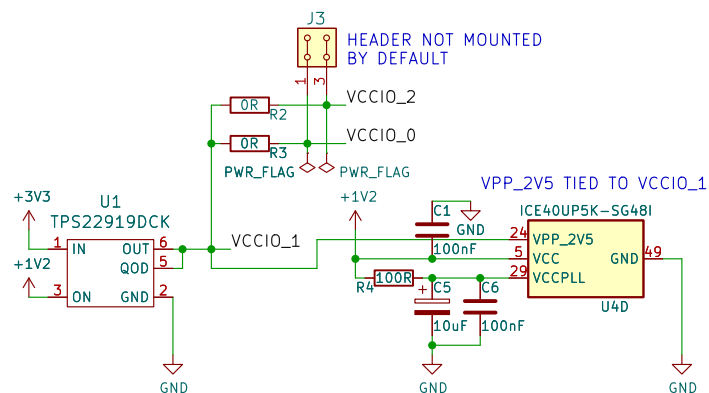 J3
HEADER NOT MOUNTED
BY DEFAULT
1
3
VCCIO_2
0R
R2
VCCIO_0
0R
R3
PWR_FLAG
PWR_FLAG
VPP_2V5 TIED TO VCCIO_1
+3V3
U1
TPS22919DCK
+1V2
C1
GND
100nF
ICE40UP5K-SG48I
24
VPP_2V5
5
VCC
29
VCCPLL
GND
49
U4D
1
IN
OUT
6
QOD
5
+1V2
3
ON
GND
2
VCCIO_1
R4
100R
C5
10uF
C6
100nF
GND
GND
GND